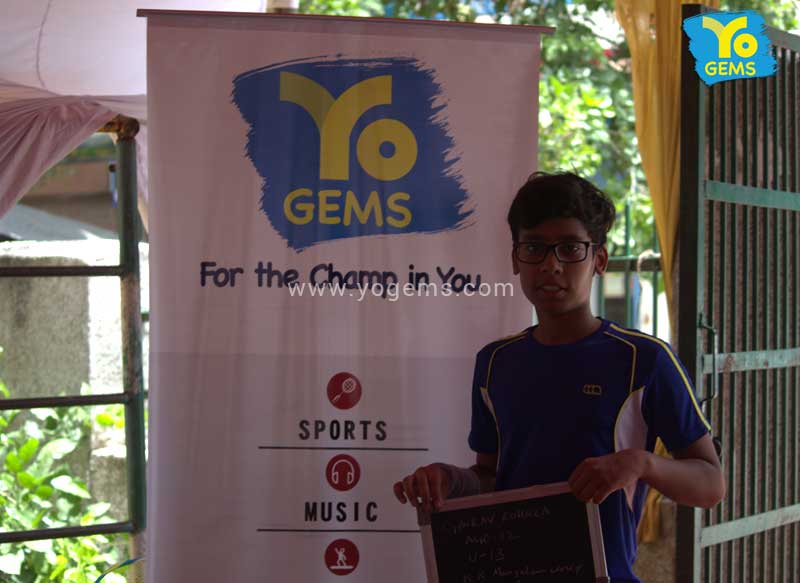 Yo
GEMS
Yo
GEMS
For the Champ in You
www.yogems.com
SPORTS
MUSIC
U-13